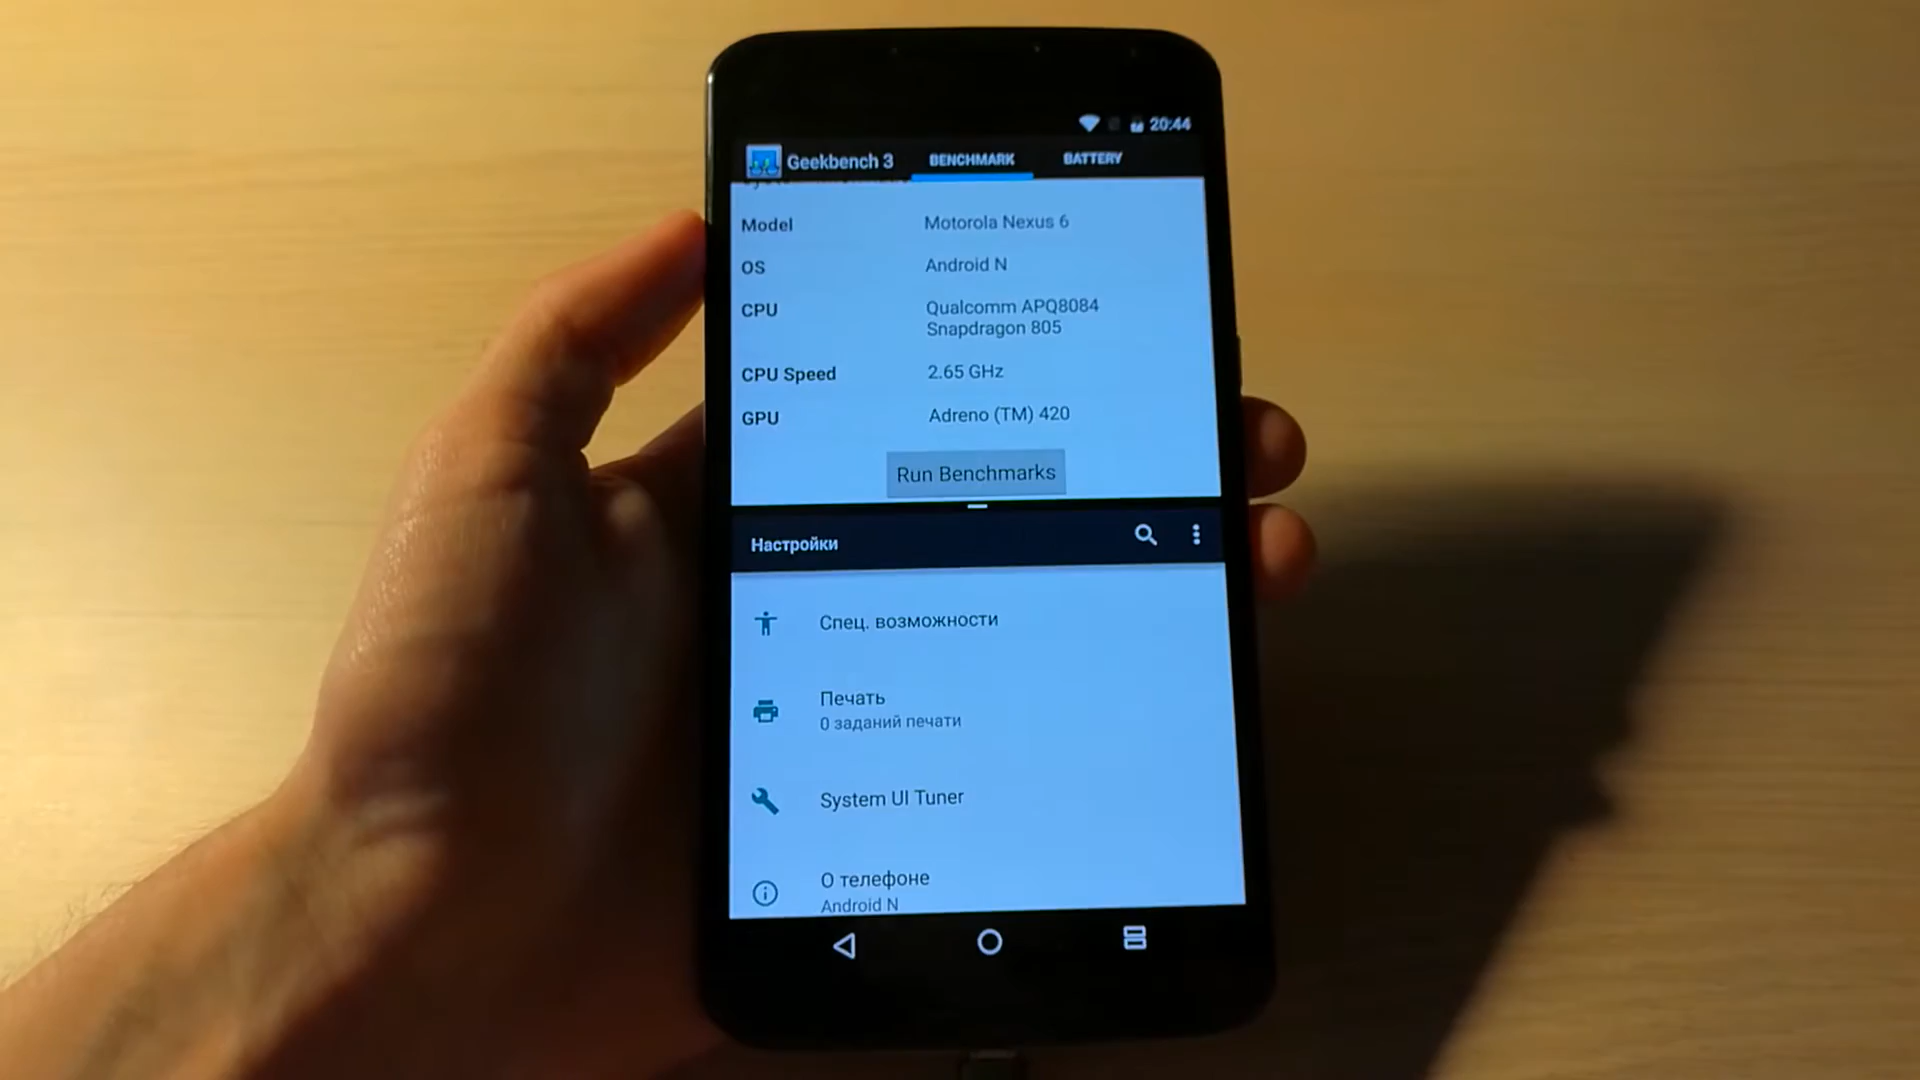 20:44
Geekbench 3 BENCHMARK BATTERY
Model Motorola Nexus 6
OS Android N
CPU Qualcomm APQ8084
Snapdragon 805
CPU Speed 2.65 GHz
GPU Adreno (TM) 420
Run Benchmarks
Настройки
Спец. возможности
Печать
0 заданий печати
System UI Tuner
О телефоне
Android N